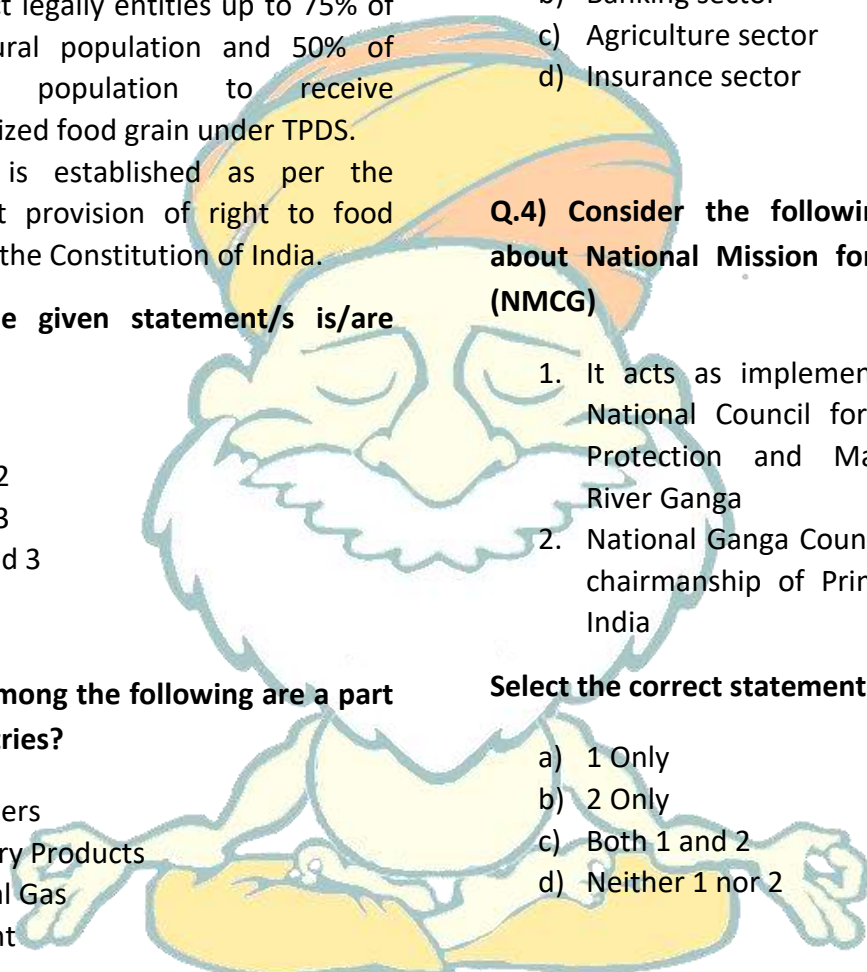 ct legally entities up to 75% of
ural population and 50% of
population to receive
ized food grain under TPDS.
is established as per the
t provision of right to food
the Constitution of India.
e given statement/s is/are
2
3
d 3
mong the following are a part
tries?
ers
ry Products
l Gas
nt
b) Banking sector
c) Agriculture sector
d) Insurance sector
Q.4) Consider the followin
about National Mission for
(NMCG)
1. It acts as implemen
National Council for
Protection and Ma
River Ganga
2. National Ganga Coun
chairmanship of Prin
India
Select the correct statement
a) 1 Only
b) 2 Only
c) Both 1 and 2
d) Neither 1 nor 2